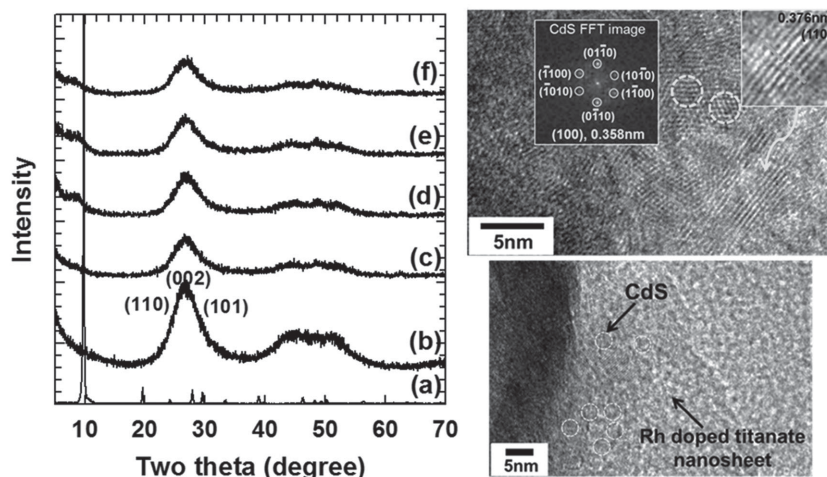 Intensity
(f)
(e)
(d)
(c)
(002)
(110) (101)
(b)
(a)
10 20 30 40 50 60 70
Two theta (degree)
CdS FFT image
(011̄0)
(1̄100) (101̄0)
(1̄010) (11̄00)
(01̄10)
(100), 0.358nm
0.376nm
(110
5nm
CdS
Rh doped titanate
nanosheet
5nm